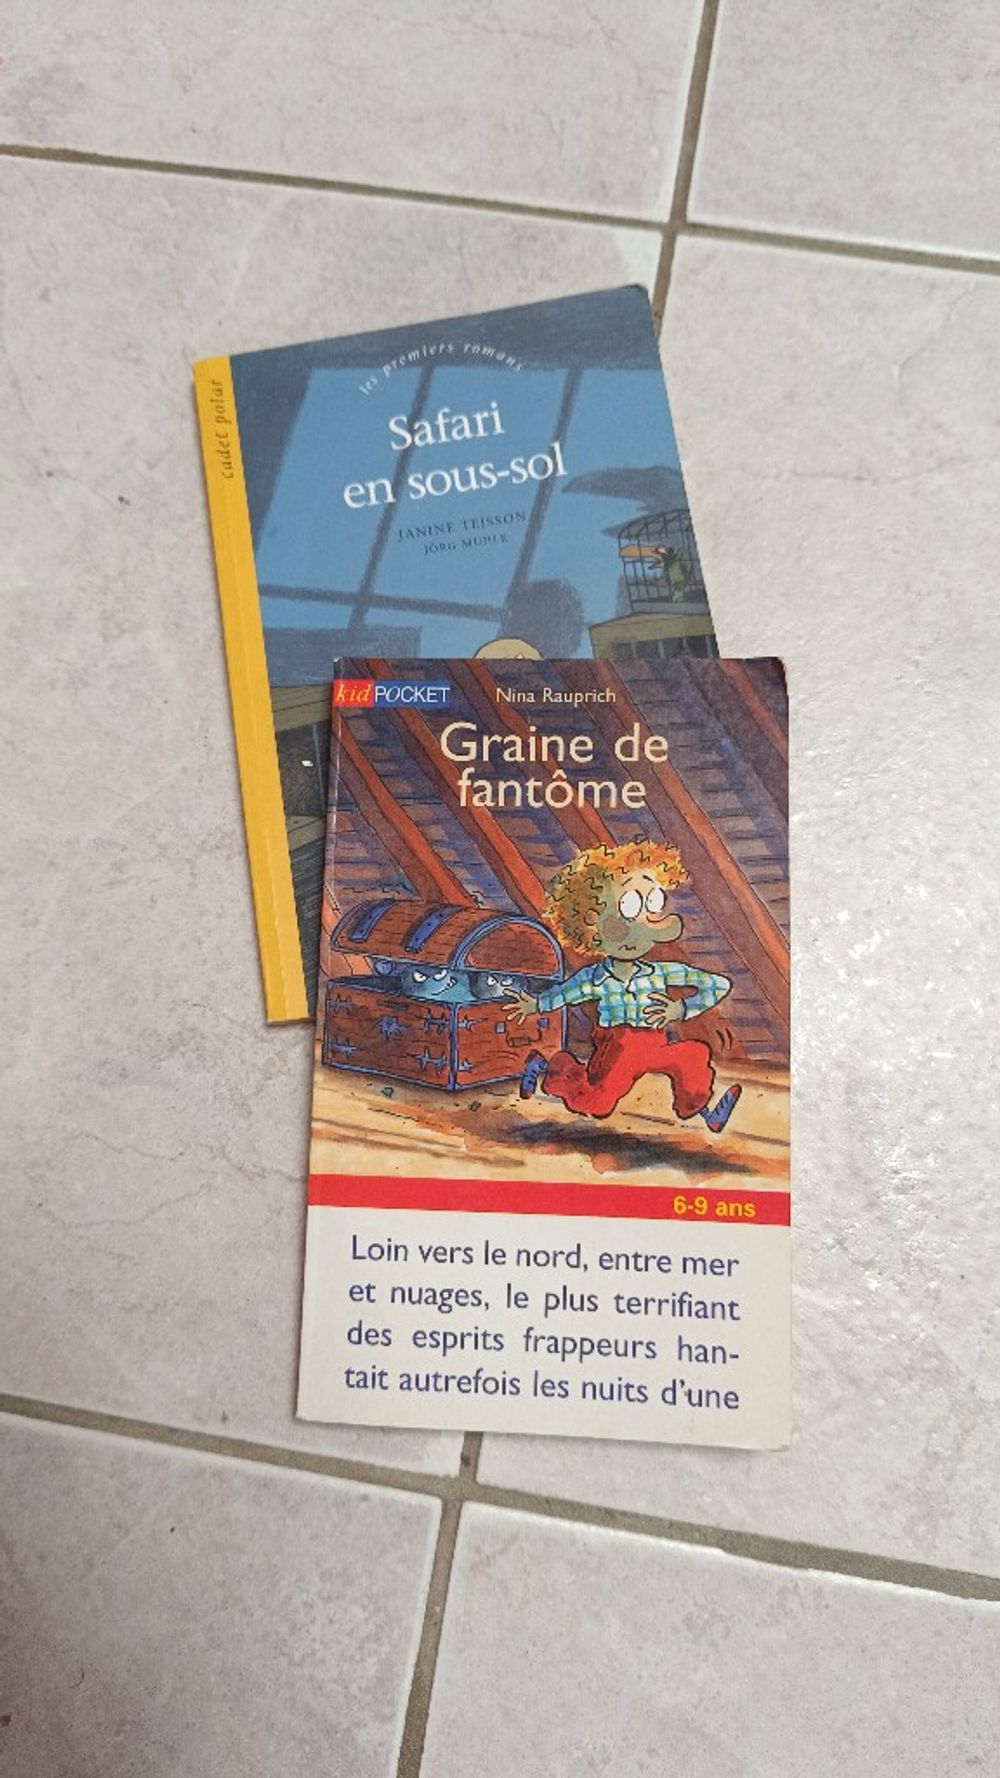 cadet polar
les premiers romans
Safari
en sous-sol
JANINE TEISSON
JÖRG MÜHLE
kid POCKET
Nina Rauprich
Graine de
fantôme
6-9 ans
Loin vers le nord, entre mer
et nuages, le plus terrifiant
des esprits frappeurs han-
tait autrefois les nuits d'une